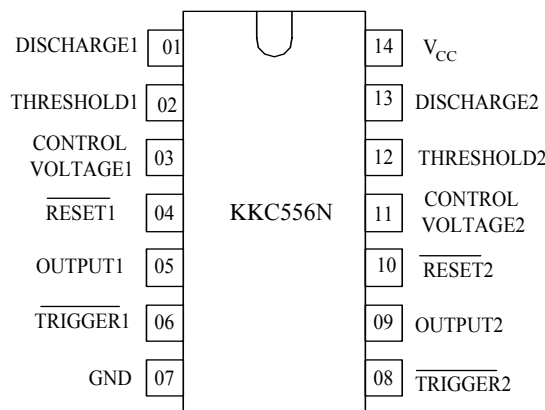 DISCHARGE1 01
THRESHOLD1 02
CONTROL
VOLTAGE1 03
RESET1 04
OUTPUT1 05
TRIGGER1 06
GND 07
KKC556N
14 VCC
13 DISCHARGE2
12 THRESHOLD2
11 CONTROL
VOLTAGE2
10 RESET2
09 OUTPUT2
08 TRIGGER2